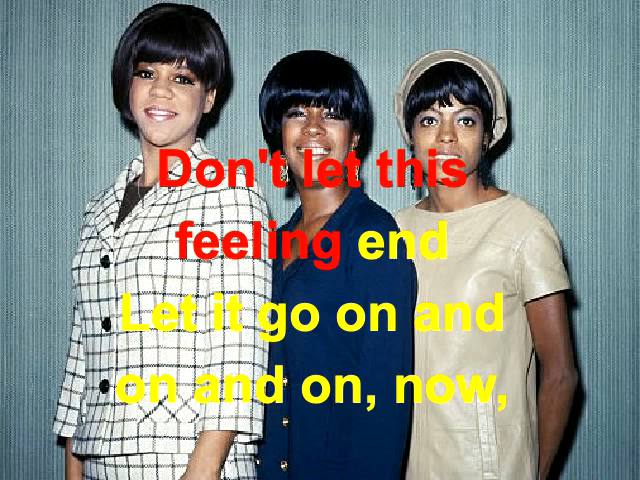 Don't let this
feeling end
Let it go on and
on and on, now,